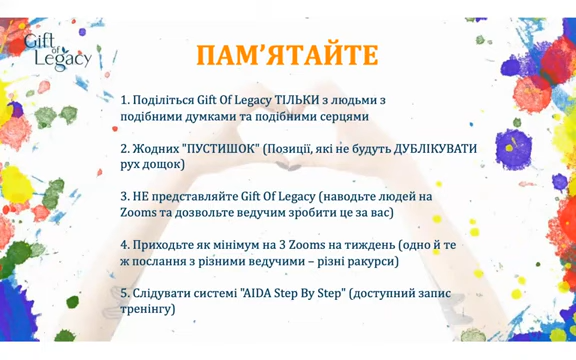 Gift
of
Legacy
ПАМ’ЯТАЙТЕ
1. Поділіться Gift Of Legacy ТІЛЬКИ з людьми з
подібними думками та подібними серцями
2. Жодних "ПУСТИШОК" (Позиції, які не будуть ДУБЛІКУВАТИ
рух дощок)
3. НЕ представляйте Gift Of Legacy (наводьте людей на
Zooms та дозвольте ведучим зробити це за вас)
4. Приходьте як мінімум на 3 Zooms на тиждень (одно й те
ж послання з різними ведучими – різні ракурси)
5. Слідувати системі "AIDA Step By Step" (доступний запис
тренінгу)